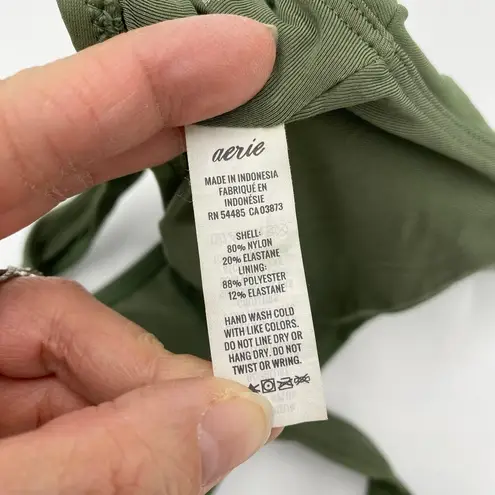 aerie
MADE IN INDONESIA
FABRIQUÉ EN
INDONÉSIE
RN 54485 CA 03873
SHELL:
80% NYLON
20% ELASTANE
LINING:
88% POLYESTER
12% ELASTANE
HAND WASH COLD
WITH LIKE COLORS.
DO NOT LINE DRY OR
HANG DRY. DO NOT
TWIST OR WRING.